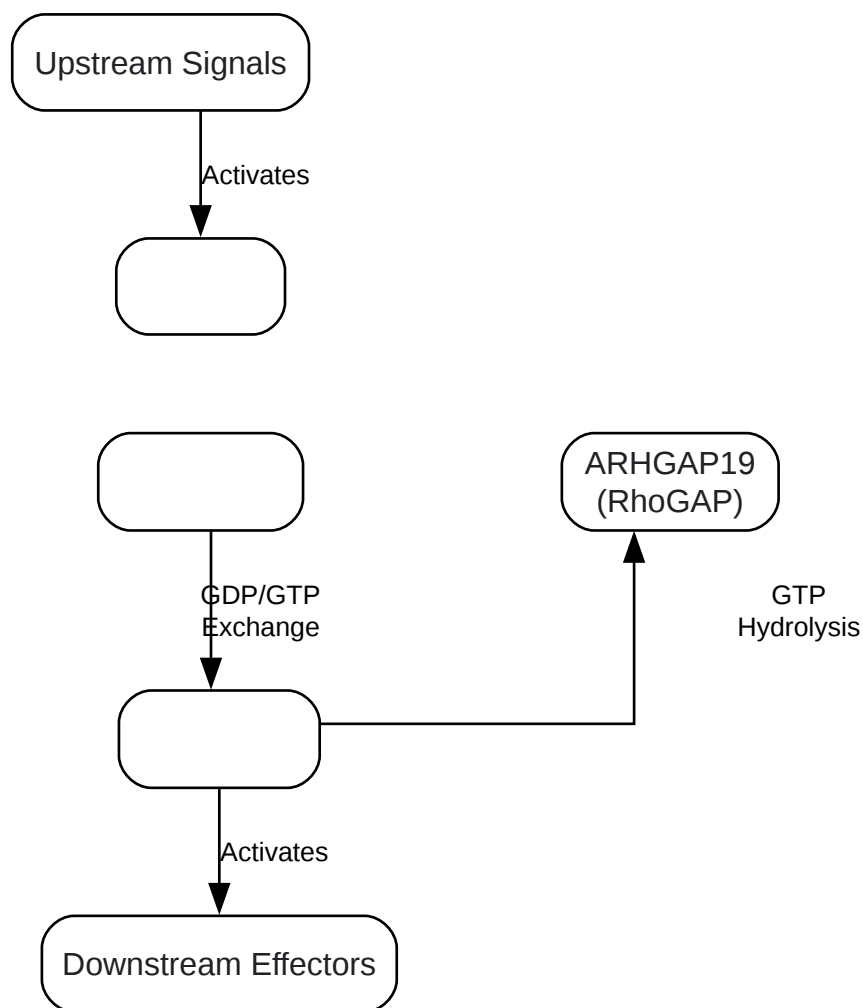 Upstream Signals
Activates
ARHGAP19
(RhoGAP)
GDP/GTP
Exchange
GTP
Hydrolysis
Activates
Downstream Effectors